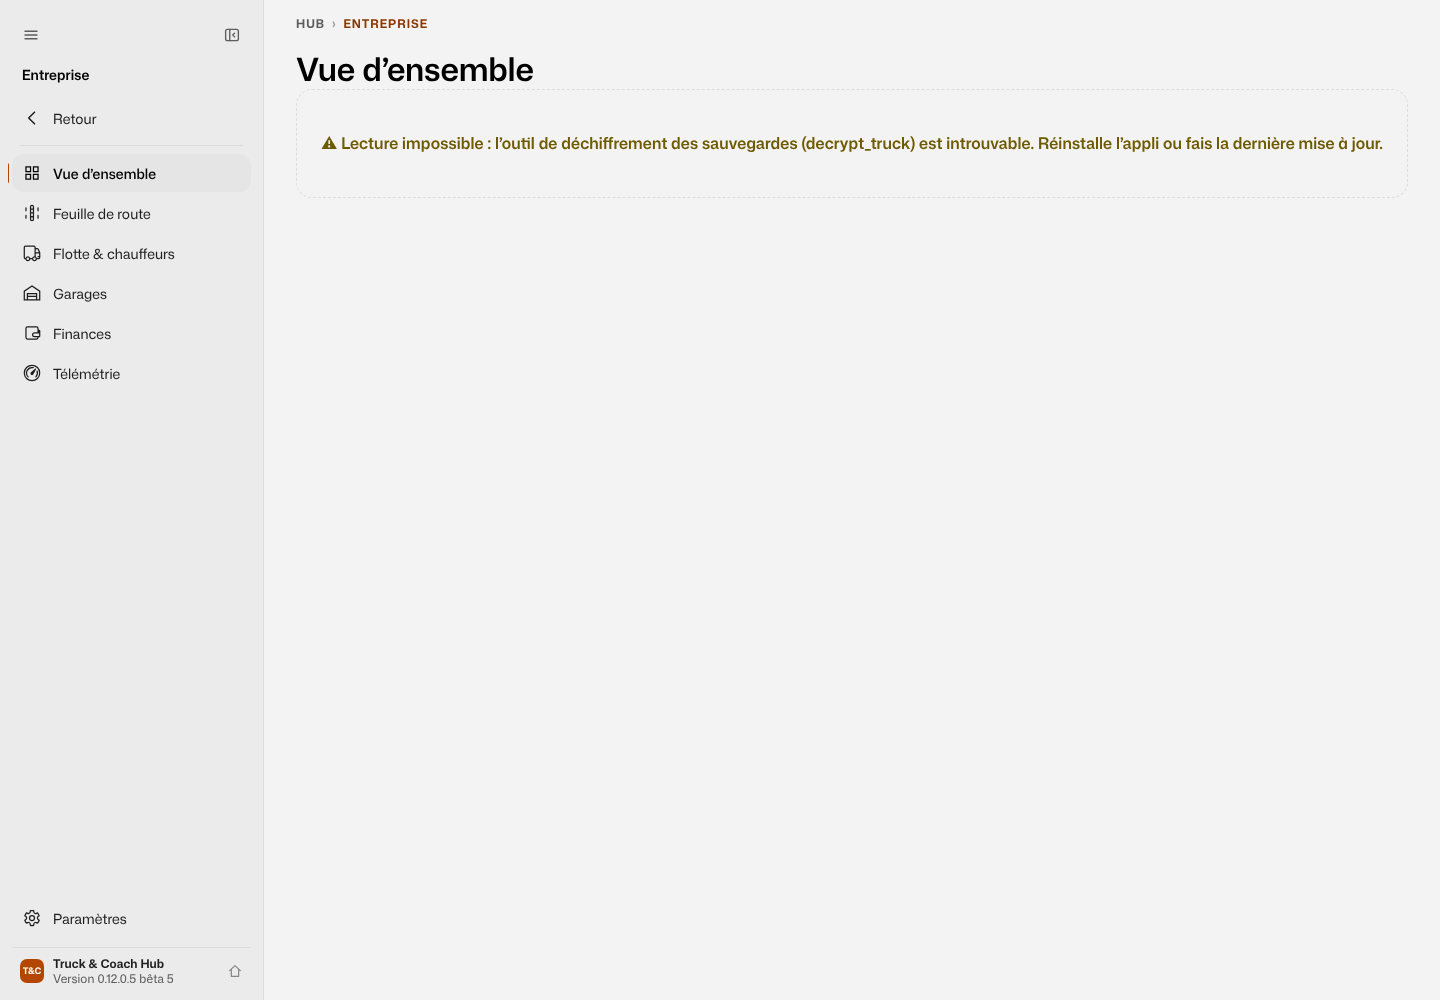 Entreprise
Retour
Vue d’ensemble
Feuille de route
Flotte & chauffeurs
Garages
Finances
Télémétrie
Paramètres
T&C
Truck & Coach Hub
Version 0.12.0.5 bêta 5
HUB › ENTREPRISE
Vue d’ensemble
⚠ Lecture impossible : l’outil de déchiffrement des sauvegardes (decrypt_truck) est introuvable. Réinstalle l’appli ou fais la dernière mise à jour.